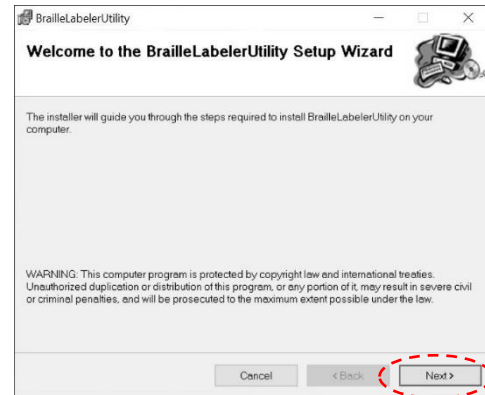 BrailleLabelerUtility
Welcome to the BrailleLabelerUtility Setup Wizard
The installer will guide you through the steps required to install BrailleLabelerUtility on your
computer.
WARNING: This computer program is protected by copyright law and international treaties.
Unauthorized duplication or distribution of this program, or any portion of it, may result in severe civil
or criminal penalties, and will be prosecuted to the maximum extent possible under the law.
Cancel
< Back
Next >